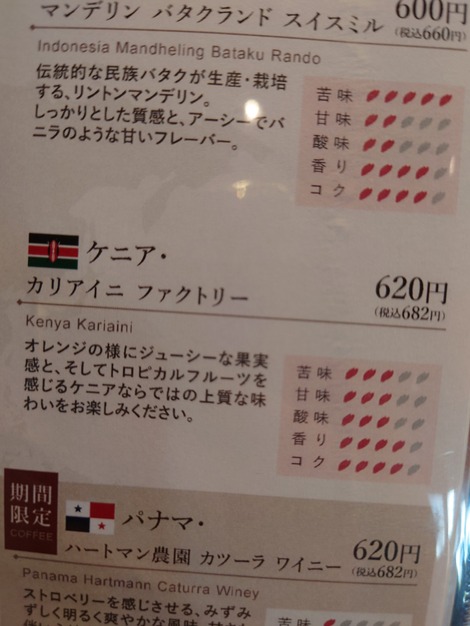 マンデリン バタクランド スイスミル 600円
(税込660円)
Indonesia Mandheling Bataku Rando
伝統的な民族バタクが生産・栽培
する、リントンマンデリン。
しっかりとした質感と、アーシーでバ
ニラのような甘いフレーバー。
苦味
甘味
酸味
香り
コク
ケニア・
カリアイニ ファクトリー
620円
(税込682円)
Kenya Kariaini
オレンジの様にジューシーな果実
感と、そしてトロピカルフルーツを
感じるケニアならではの上質な味
わいをお楽しみください。
苦味
甘味
酸味
香り
コク
期間
限定
COFFEE
パナマ・
ハートマン農園 カツーラ ワイニー
620円
(税込682円)
Panama Hartmann Caturra Winey
ストロベリーを感じさせる、みずみ
ずしく明るく爽やかな風味
苦味